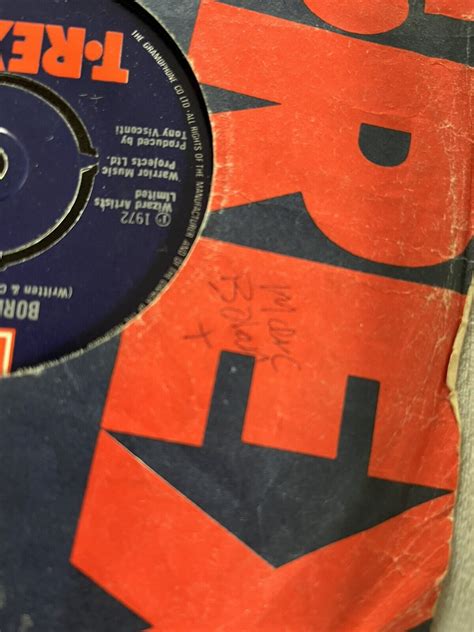 T·REX
THE GRAMOPHONE CO LTD · ALL RIGHTS OF THE MANUFACTURER AND OF THE
℗ 1972
Wizard Artists
Limited
Warrior Music
Projects Ltd.
Produced by
Tony Visconti
BOR
(Written &
REX
Marc
Bolan
x